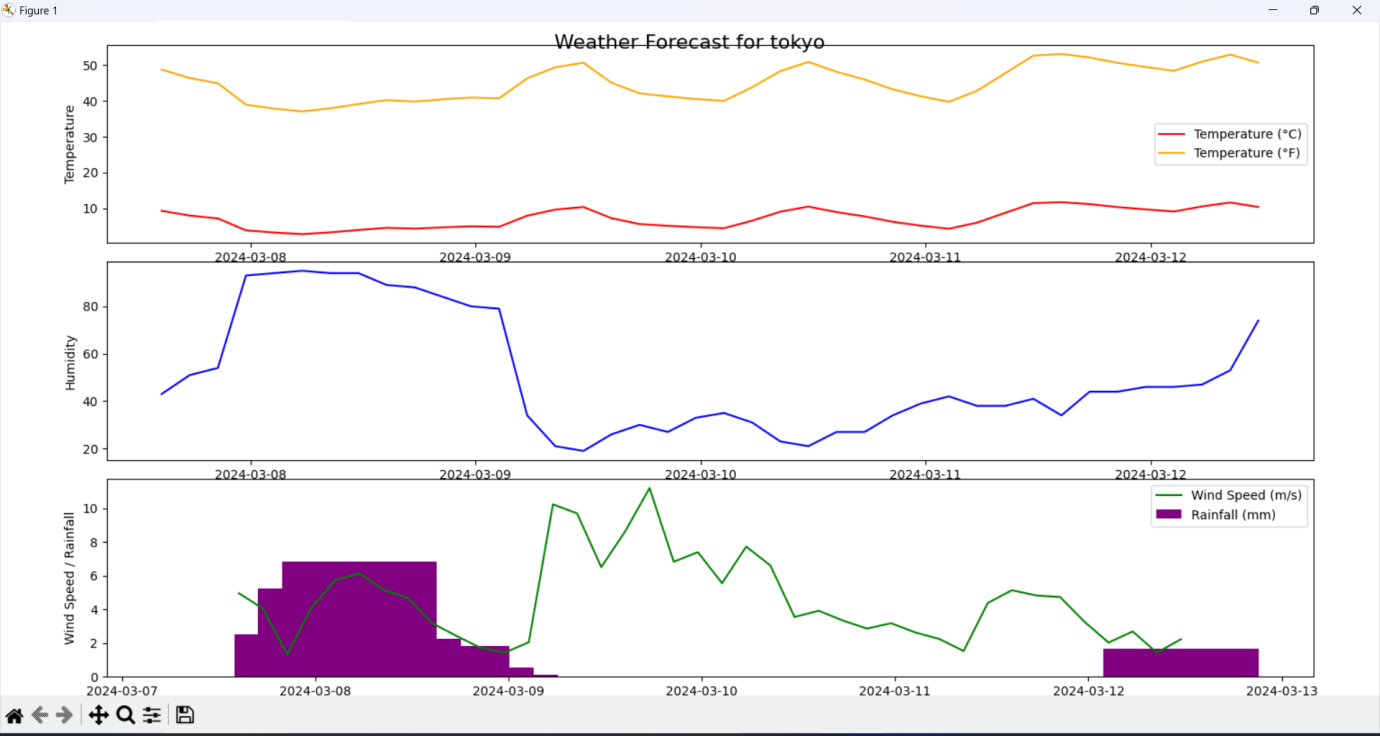 Figure 1
Weather Forecast for tokyo
50
40
30
20
10
Temperature
Temperature (°C)
Temperature (°F)
2024-03-08 2024-03-09 2024-03-10 2024-03-11 2024-03-12
80
60
40
20
Humidity
2024-03-08 2024-03-09 2024-03-10 2024-03-11 2024-03-12
10
8
6
4
2
0
Wind Speed / Rainfall
Wind Speed (m/s)
Rainfall (mm)
2024-03-07 2024-03-08 2024-03-09 2024-03-10 2024-03-11 2024-03-12 2024-03-13